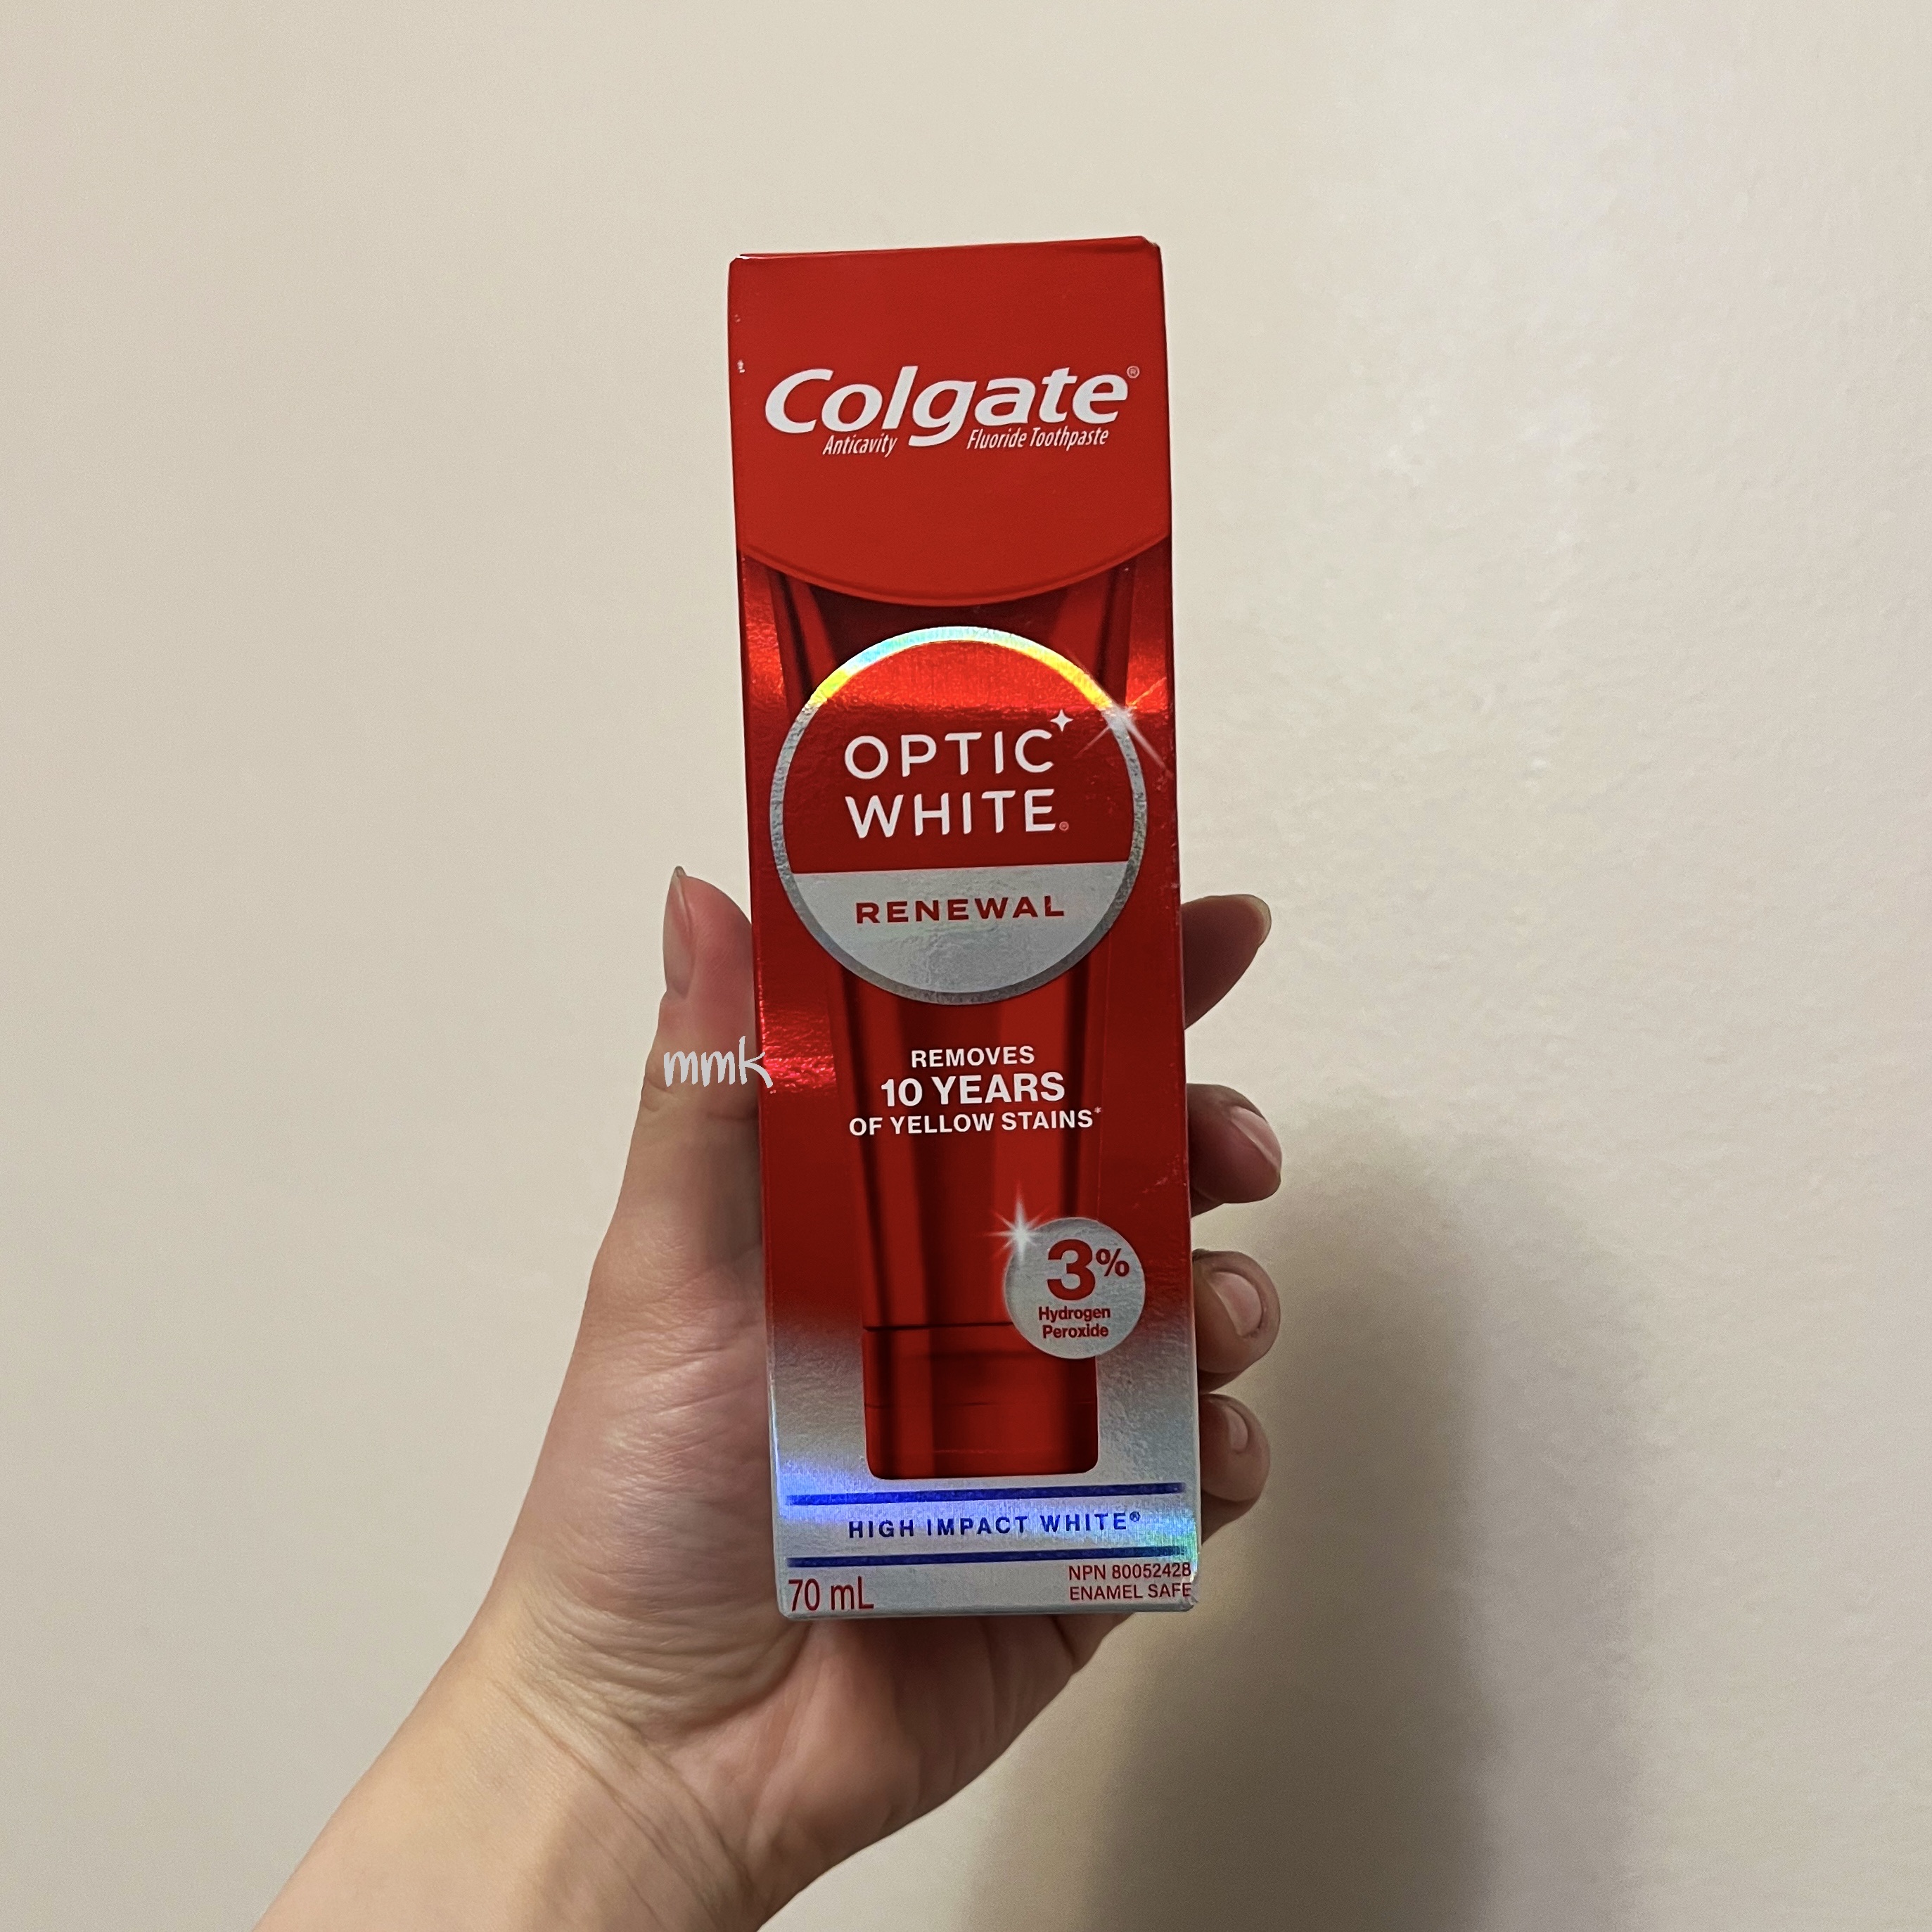 Colgate®
Anticavity Fluoride Toothpaste
OPTIC
WHITE®
RENEWAL
mmk
REMOVES
10 YEARS
OF YELLOW STAINS*
3%
Hydrogen
Peroxide
HIGH IMPACT WHITE®
70 mL
NPN 80052428
ENAMEL SAFE